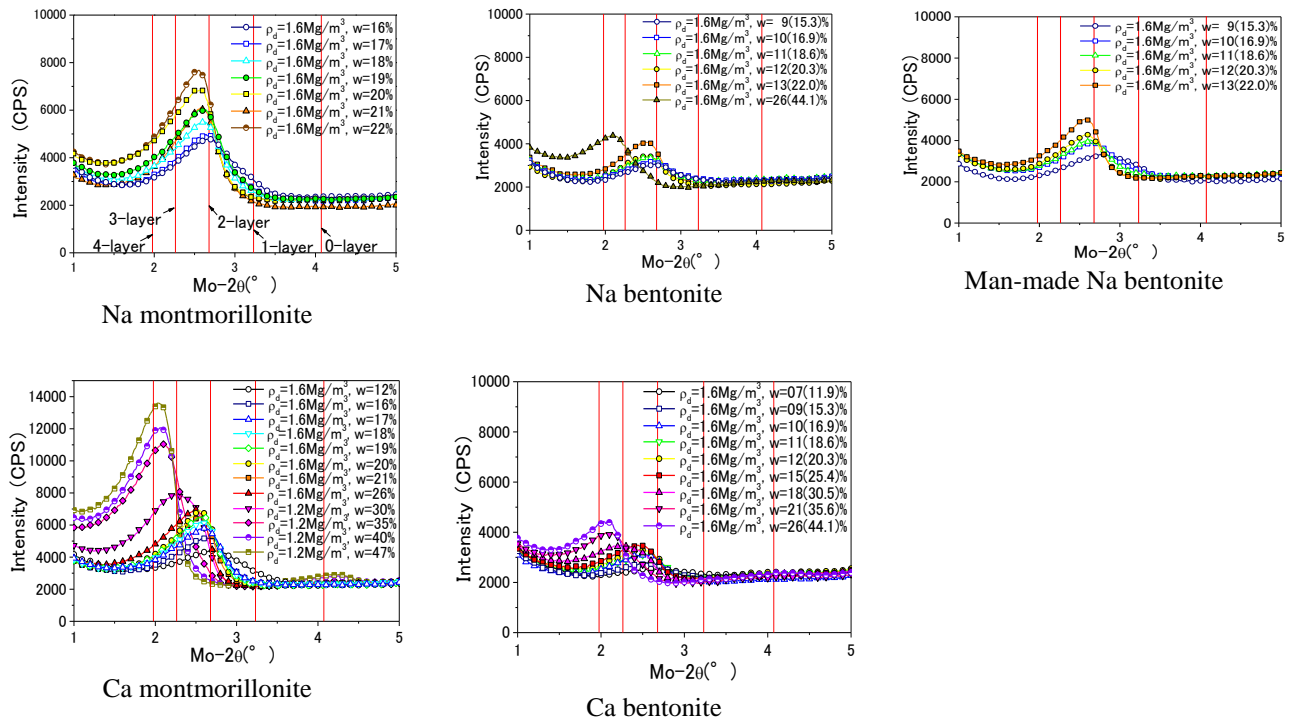 10000
8000
6000
4000
2000
0
Intensity (CPS)
ρd=1.6Mg/m³, w=16%
ρd=1.6Mg/m³, w=17%
ρd=1.6Mg/m³, w=18%
ρd=1.6Mg/m³, w=19%
ρd=1.6Mg/m³, w=20%
ρd=1.6Mg/m³, w=21%
ρd=1.6Mg/m³, w=22%
3-layer
4-layer
2-layer
1-layer
0-layer
1 2 3 4 5
Mo-2θ(°)
Na montmorillonite
10000
8000
6000
4000
2000
0
Intensity (CPS)
ρd=1.6Mg/m³, w= 9(15.3)%
ρd=1.6Mg/m³, w=10(16.9)%
ρd=1.6Mg/m³, w=11(18.6)%
ρd=1.6Mg/m³, w=12(20.3)%
ρd=1.6Mg/m³, w=13(22.0)%
ρd=1.6Mg/m³, w=26(44.1)%
1 2 3 4 5
Mo-2θ(°)
Na bentonite
10000
8000
6000
4000
2000
0
Intensity (CPS)
ρd=1.6Mg/m³, w= 9(15.3)%
ρd=1.6Mg/m³, w=10(16.9)%
ρd=1.6Mg/m³, w=11(18.6)%
ρd=1.6Mg/m³, w=12(20.3)%
ρd=1.6Mg/m³, w=13(22.0)%
1 2 3 4 5
Mo-2θ(°)
Man-made Na bentonite
14000
12000
10000
8000
6000
4000
2000
0
Intensity (CPS)
ρd=1.6Mg/m³, w=12%
ρd=1.6Mg/m³, w=16%
ρd=1.6Mg/m³, w=17%
ρd=1.6Mg/m³, w=18%
ρd=1.6Mg/m³, w=19%
ρd=1.6Mg/m³, w=20%
ρd=1.6Mg/m³, w=21%
ρd=1.6Mg/m³, w=26%
ρd=1.2Mg/m³, w=30%
ρd=1.2Mg/m³, w=35%
ρd=1.2Mg/m³, w=40%
ρd=1.2Mg/m³, w=47%
1 2 3 4 5
Mo-2θ(°)
Ca montmorillonite
10000
8000
6000
4000
2000
0
Intensity (CPS)
ρd=1.6Mg/m³, w=07(11.9)%
ρd=1.6Mg/m³, w=09(15.3)%
ρd=1.6Mg/m³, w=10(16.9)%
ρd=1.6Mg/m³, w=11(18.6)%
ρd=1.6Mg/m³, w=12(20.3)%
ρd=1.6Mg/m³, w=15(25.4)%
ρd=1.6Mg/m³, w=18(30.5)%
ρd=1.6Mg/m³, w=21(35.6)%
ρd=1.6Mg/m³, w=26(44.1)%
1 2 3 4 5
Mo-2θ(°)
Ca bentonite